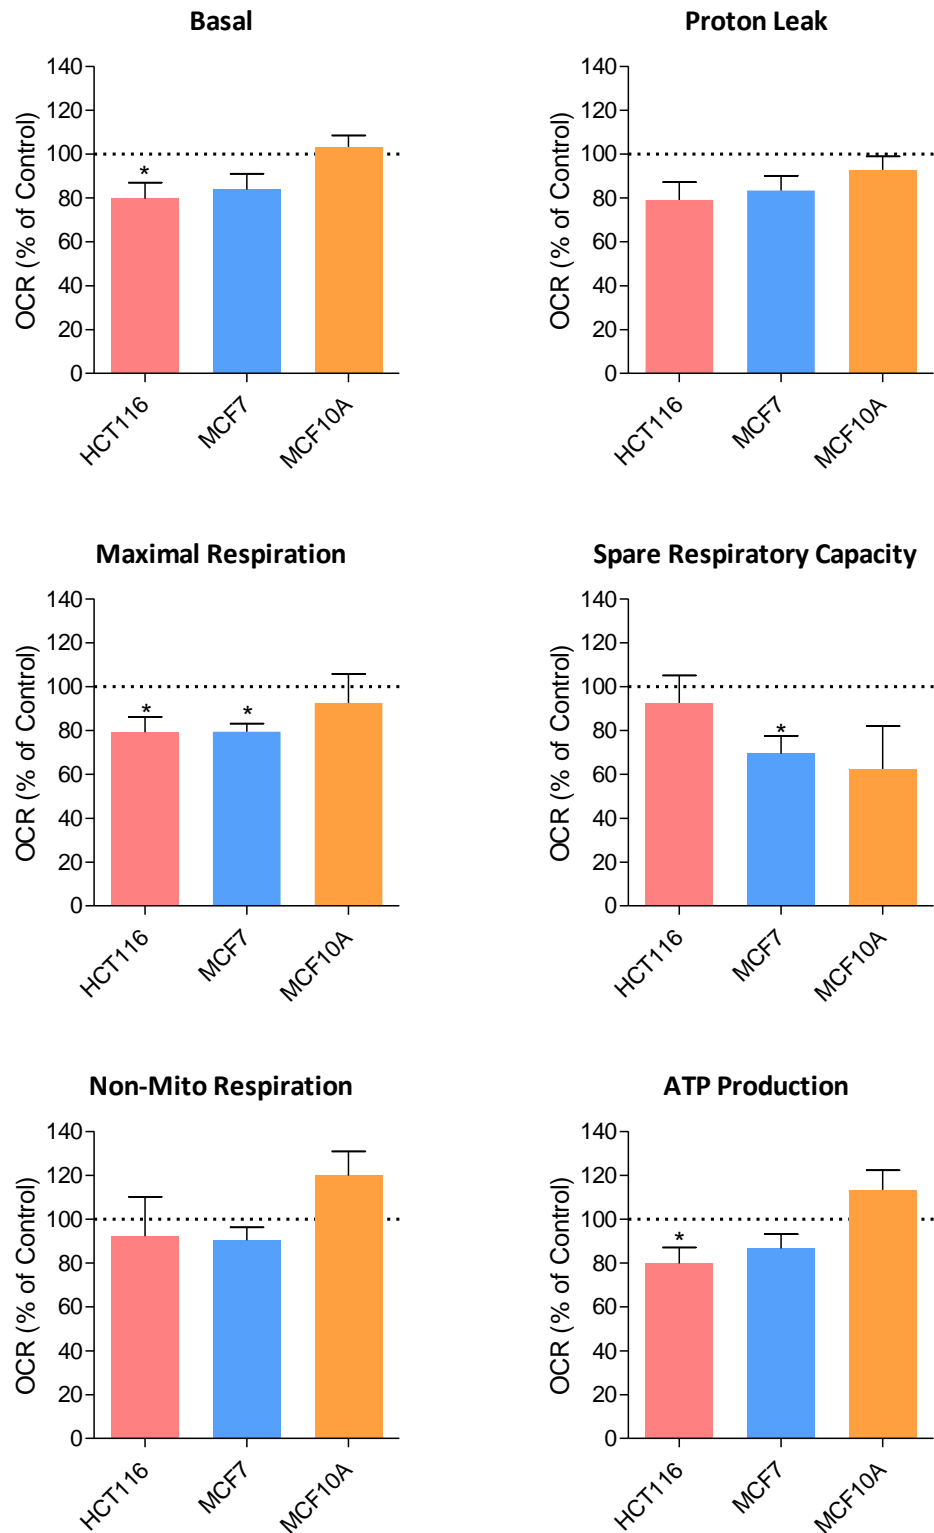 Basal
OCR (% of Control)
140
120
100
80
60
40
20
0
*
HCT116
MCF7
MCF10A
Proton Leak
OCR (% of Control)
140
120
100
80
60
40
20
0
HCT116
MCF7
MCF10A
Maximal Respiration
OCR (% of Control)
140
120
100
80
60
40
20
0
*
*
HCT116
MCF7
MCF10A
Spare Respiratory Capacity
OCR (% of Control)
140
120
100
80
60
40
20
0
*
HCT116
MCF7
MCF10A
Non-Mito Respiration
OCR (% of Control)
140
120
100
80
60
40
20
0
HCT116
MCF7
MCF10A
ATP Production
OCR (% of Control)
140
120
100
80
60
40
20
0
*
HCT116
MCF7
MCF10A